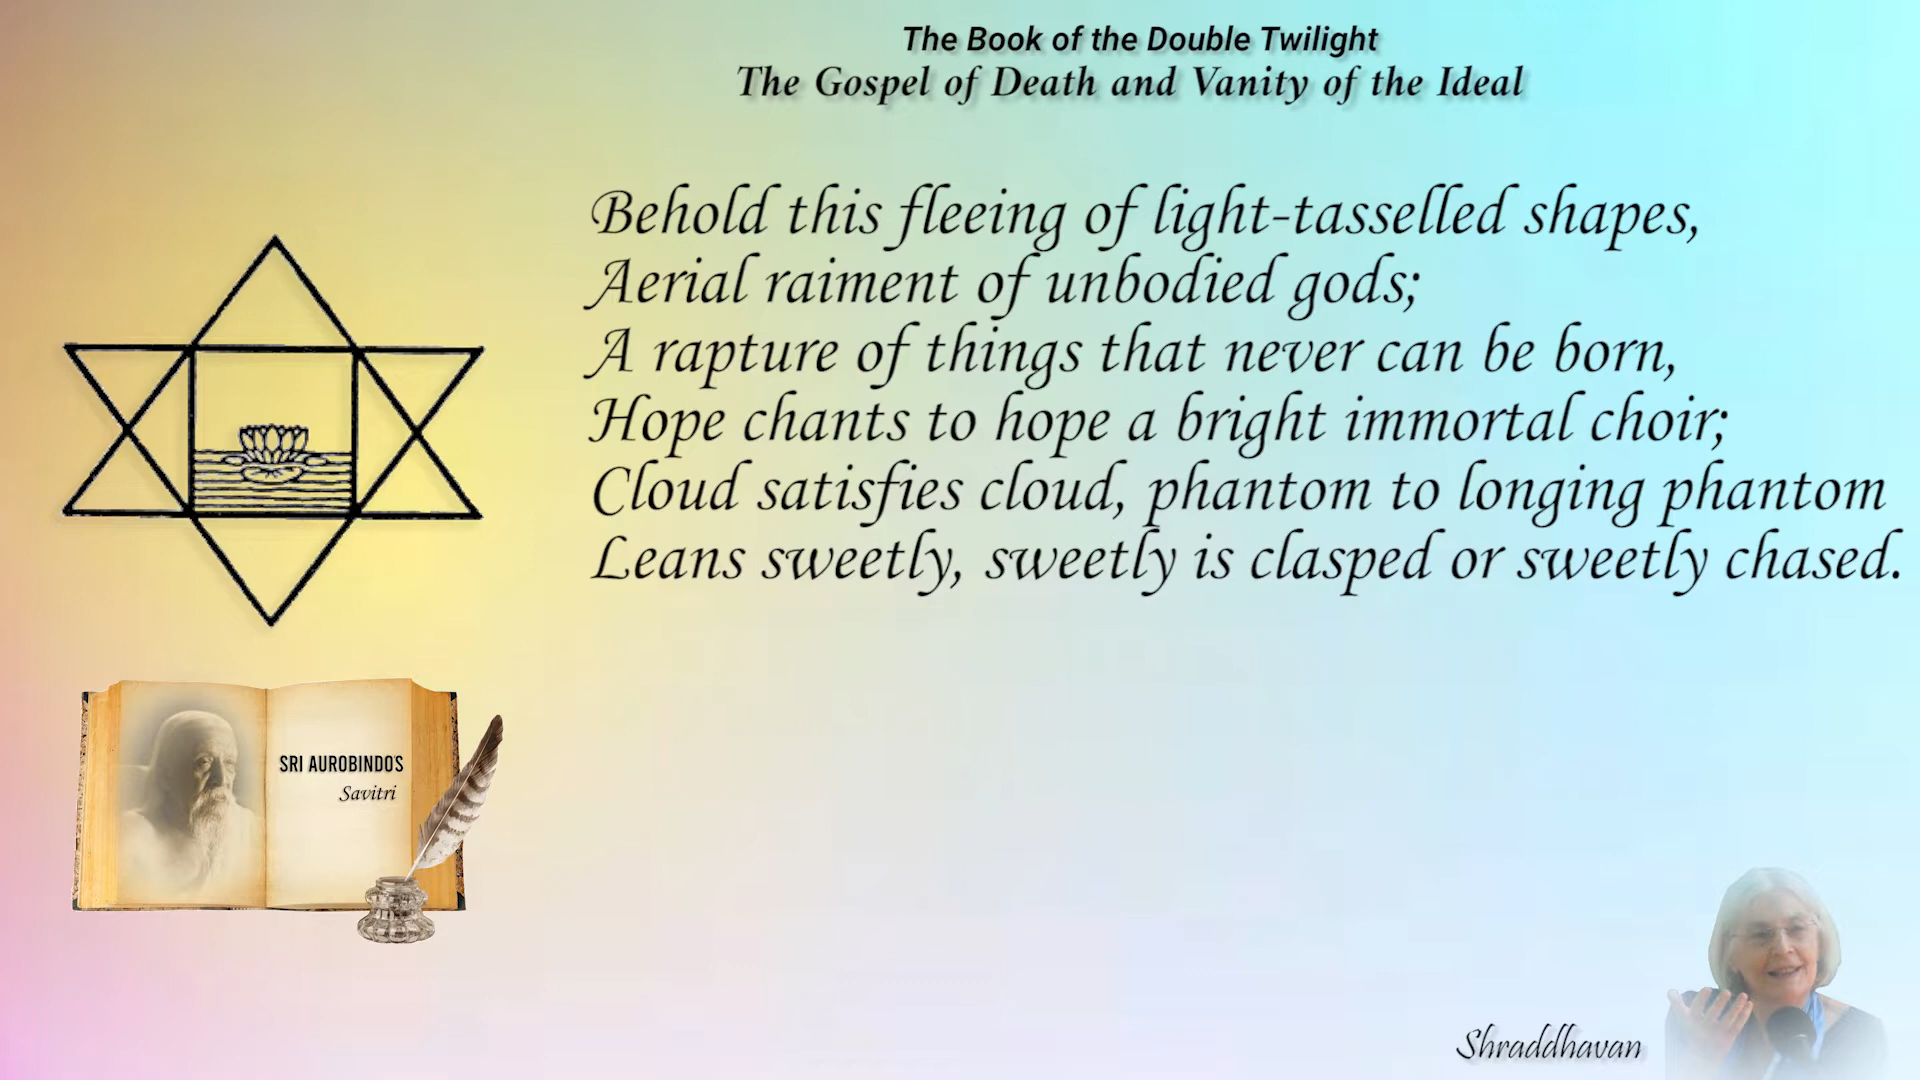 The Book of the Double Twilight
The Gospel of Death and Vanity of the Ideal
Behold this fleeing of light-tasselled shapes,
Aerial raiment of unbodied gods;
A rapture of things that never can be born,
Hope chants to hope a bright immortal choir;
Cloud satisfies cloud, phantom to longing phantom
Leans sweetly, sweetly is clasped or sweetly chased.
SRI AUROBINDO'S
Savitri
Shraddhavan